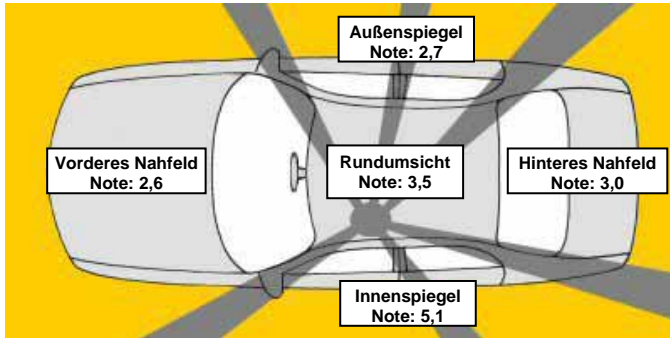 Außenspiegel
Note: 2,7
Vorderes Nahfeld
Note: 2,6
Rundumsicht
Note: 3,5
Hinteres Nahfeld
Note: 3,0
Innenspiegel
Note: 5,1